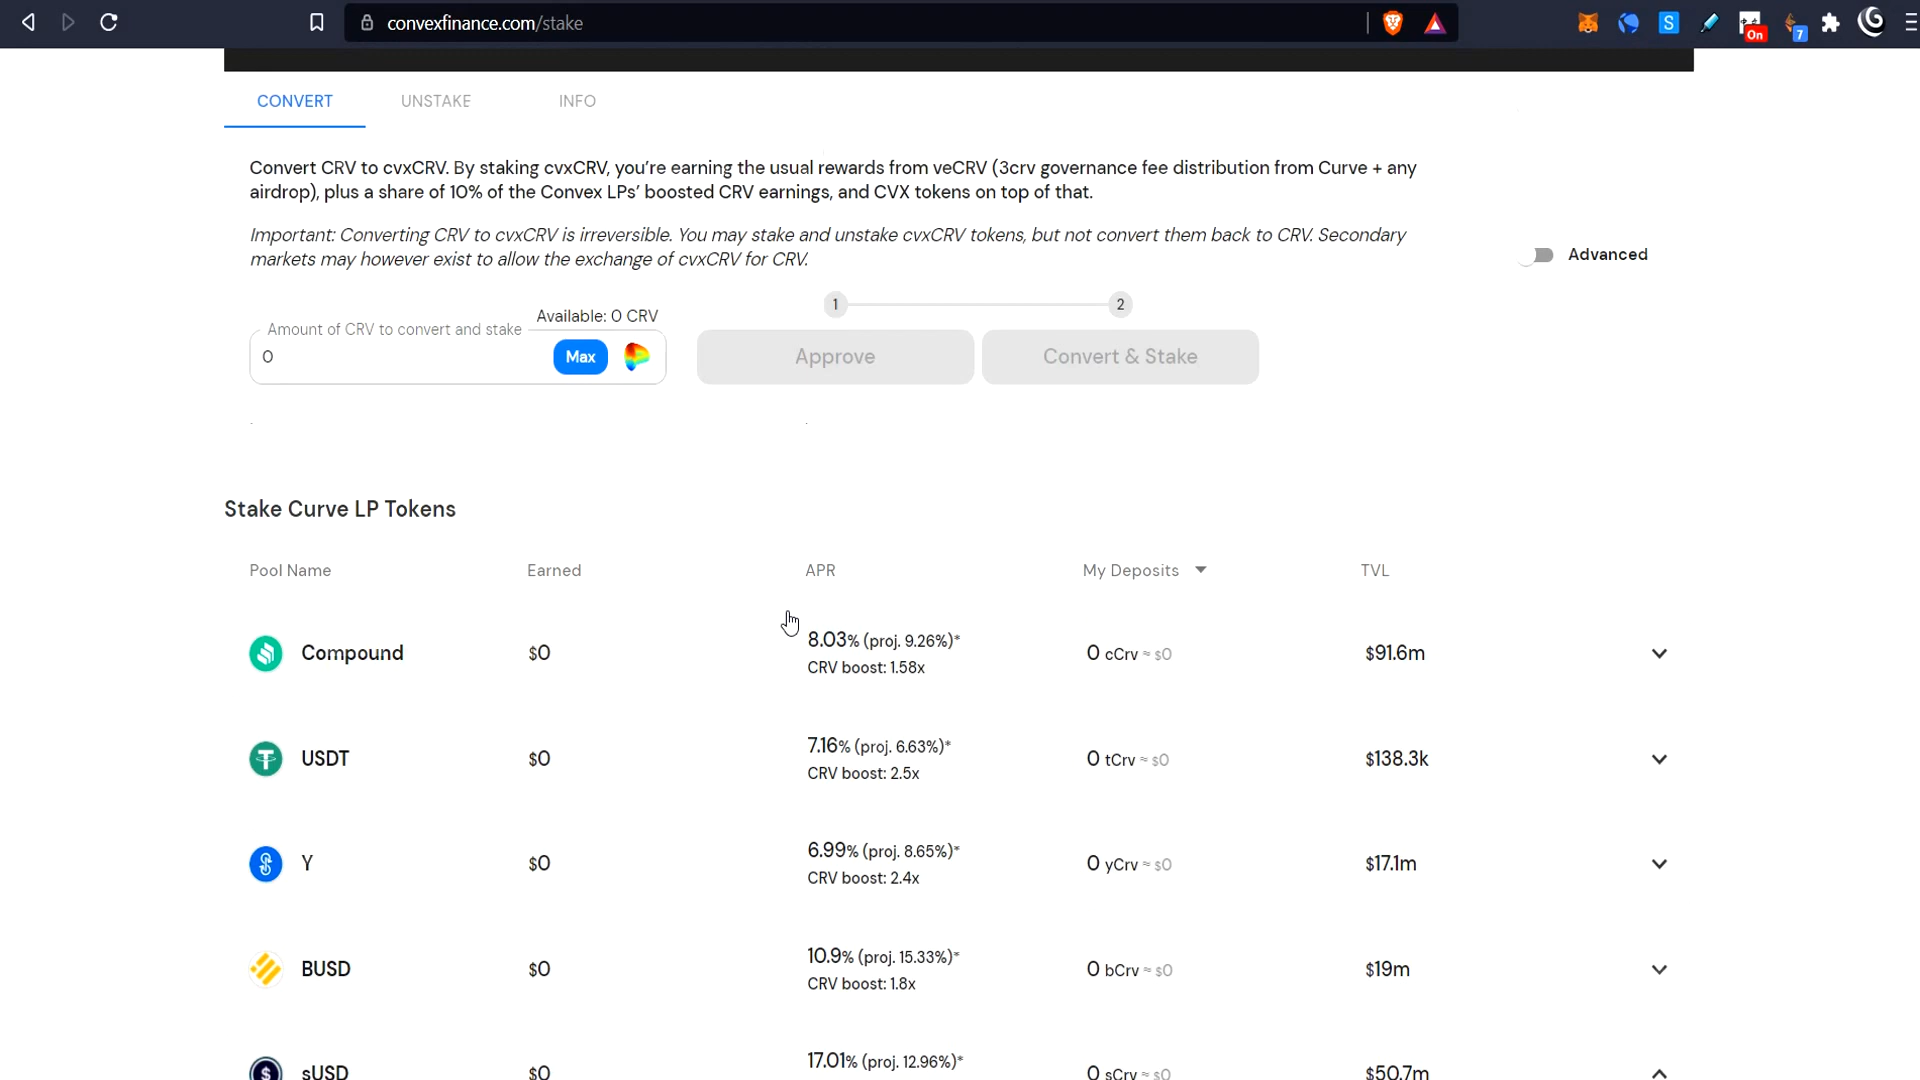 convexfinance.com/stake
On
7
CONVERT UNSTAKE INFO
Convert CRV to cvxCRV. By staking cvxCRV, you're earning the usual rewards from veCRV (3crv governance fee distribution from Curve + any
airdrop), plus a share of 10% of the Convex LPs' boosted CRV earnings, and CVX tokens on top of that.
Important: Converting CRV to cvxCRV is irreversible. You may stake and unstake cvxCRV tokens, but not convert them back to CRV. Secondary
markets may however exist to allow the exchange of cvxCRV for CRV.
Advanced
1 2
Available: 0 CRV
Amount of CRV to convert and stake
0 Max Approve Convert & Stake
Stake Curve LP Tokens
Pool Name Earned APR My Deposits TVL
8.03% (proj. 9.26%)*
Compound $0 0 cCrv ≈ $0 $91.6m
CRV boost: 1.58x
7.16% (proj. 6.63%)*
USDT $0 0 tCrv ≈ $0 $138.3k
CRV boost: 2.5x
6.99% (proj. 8.65%)*
Y $0 0 yCrv ≈ $0 $17.1m
CRV boost: 2.4x
10.9% (proj. 15.33%)*
BUSD $0 0 bCrv ≈ $0 $19m
CRV boost: 1.8x
17.01% (proj. 12.96%)*
sUSD $0 0 sCrv ≈ $0 $50.7m